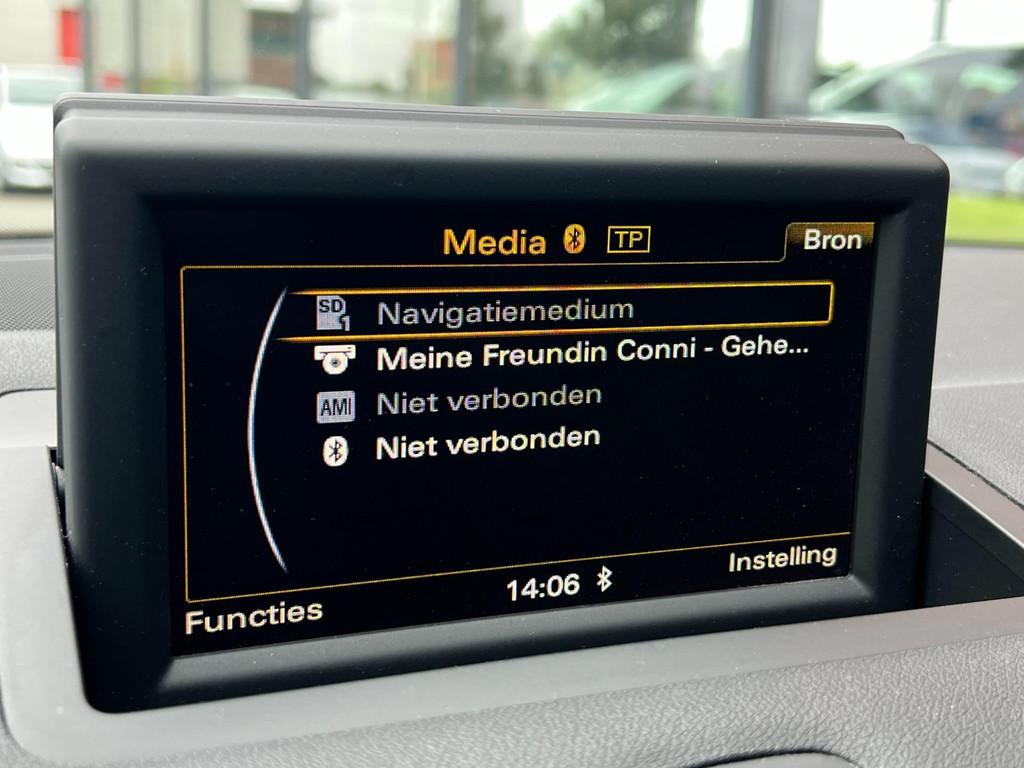 Media TP Bron
SD 1 Navigatiemedium
Meine Freundin Conni - Gehe...
AMI Niet verbonden
Niet verbonden
Instelling
14:06
Functies